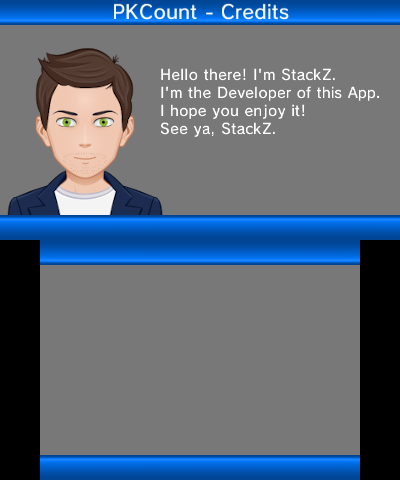 PKCount - Credits
Hello there! I'm StackZ.
I'm the Developer of this App.
I hope you enjoy it!
See ya, StackZ.